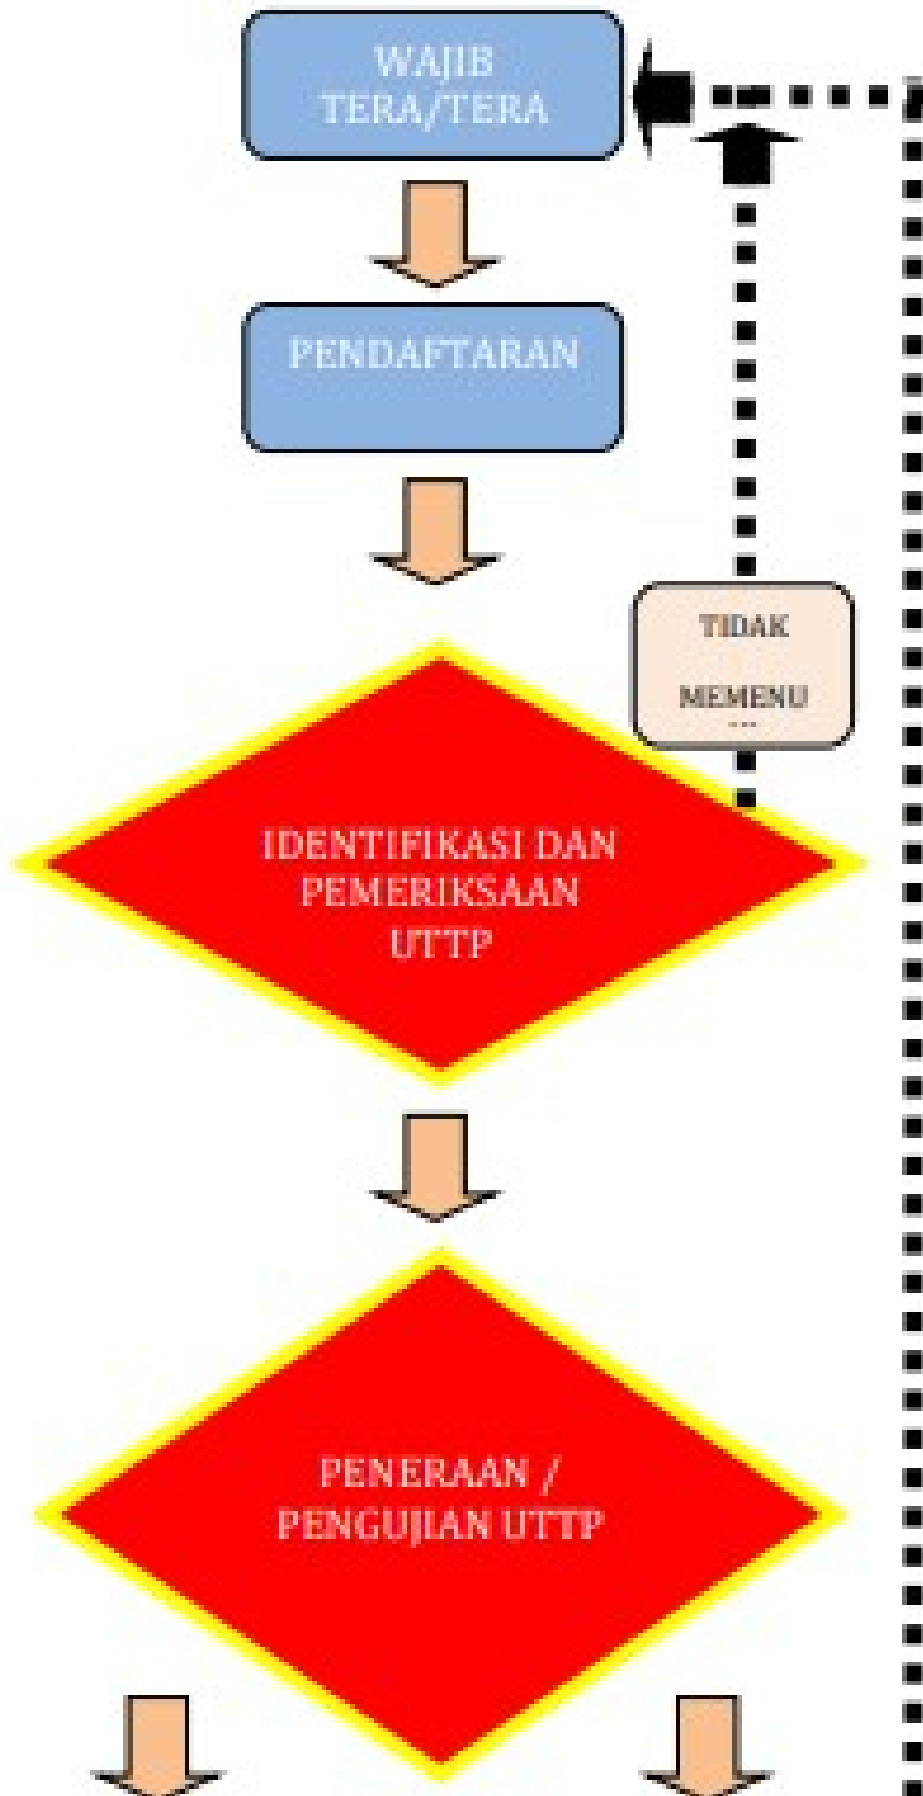 WAJIB
TERA/TERA
PENDAFTARAN
TIDAK
MEMENU
IDENTIFIKASI DAN
PEMERIKSAAN
UTTP
PENERAAN /
PENGUJIAN UTTP